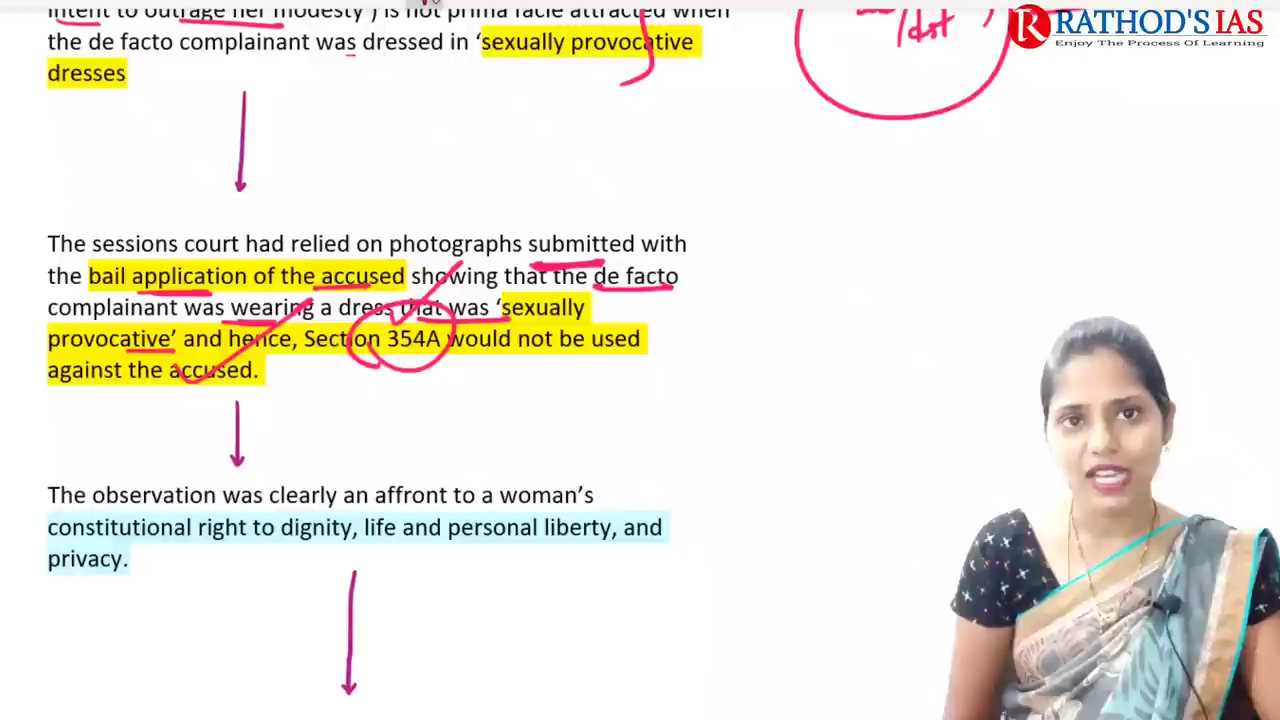 intent to outrage her modesty') is not prima facie attracted when
the de facto complainant was dressed in ‘sexually provocative
dresses
RATHOD'S IAS
Enjoy The Process Of Learning
The sessions court had relied on photographs submitted with
the bail application of the accused showing that the de facto
complainant was wearing a dress that was ‘sexually
provocative’ and hence, Section 354A would not be used
against the accused.
The observation was clearly an affront to a woman’s
constitutional right to dignity, life and personal liberty, and
privacy.